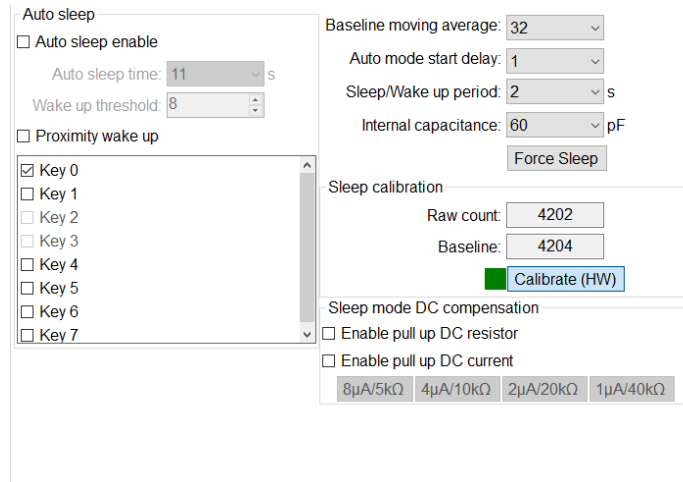 Auto sleep
Auto sleep enable
Auto sleep time: 11 s
Wake up threshold: 8
Proximity wake up
Key 0
Key 1
Key 2
Key 3
Key 4
Key 5
Key 6
Key 7
Baseline moving average: 32
Auto mode start delay: 1
Sleep/Wake up period: 2 s
Internal capacitance: 60 pF
Force Sleep
Sleep calibration
Raw count: 4202
Baseline: 4204
Calibrate (HW)
Sleep mode DC compensation
Enable pull up DC resistor
Enable pull up DC current
8µA/5kΩ 4µA/10kΩ 2µA/20kΩ 1µA/40kΩ